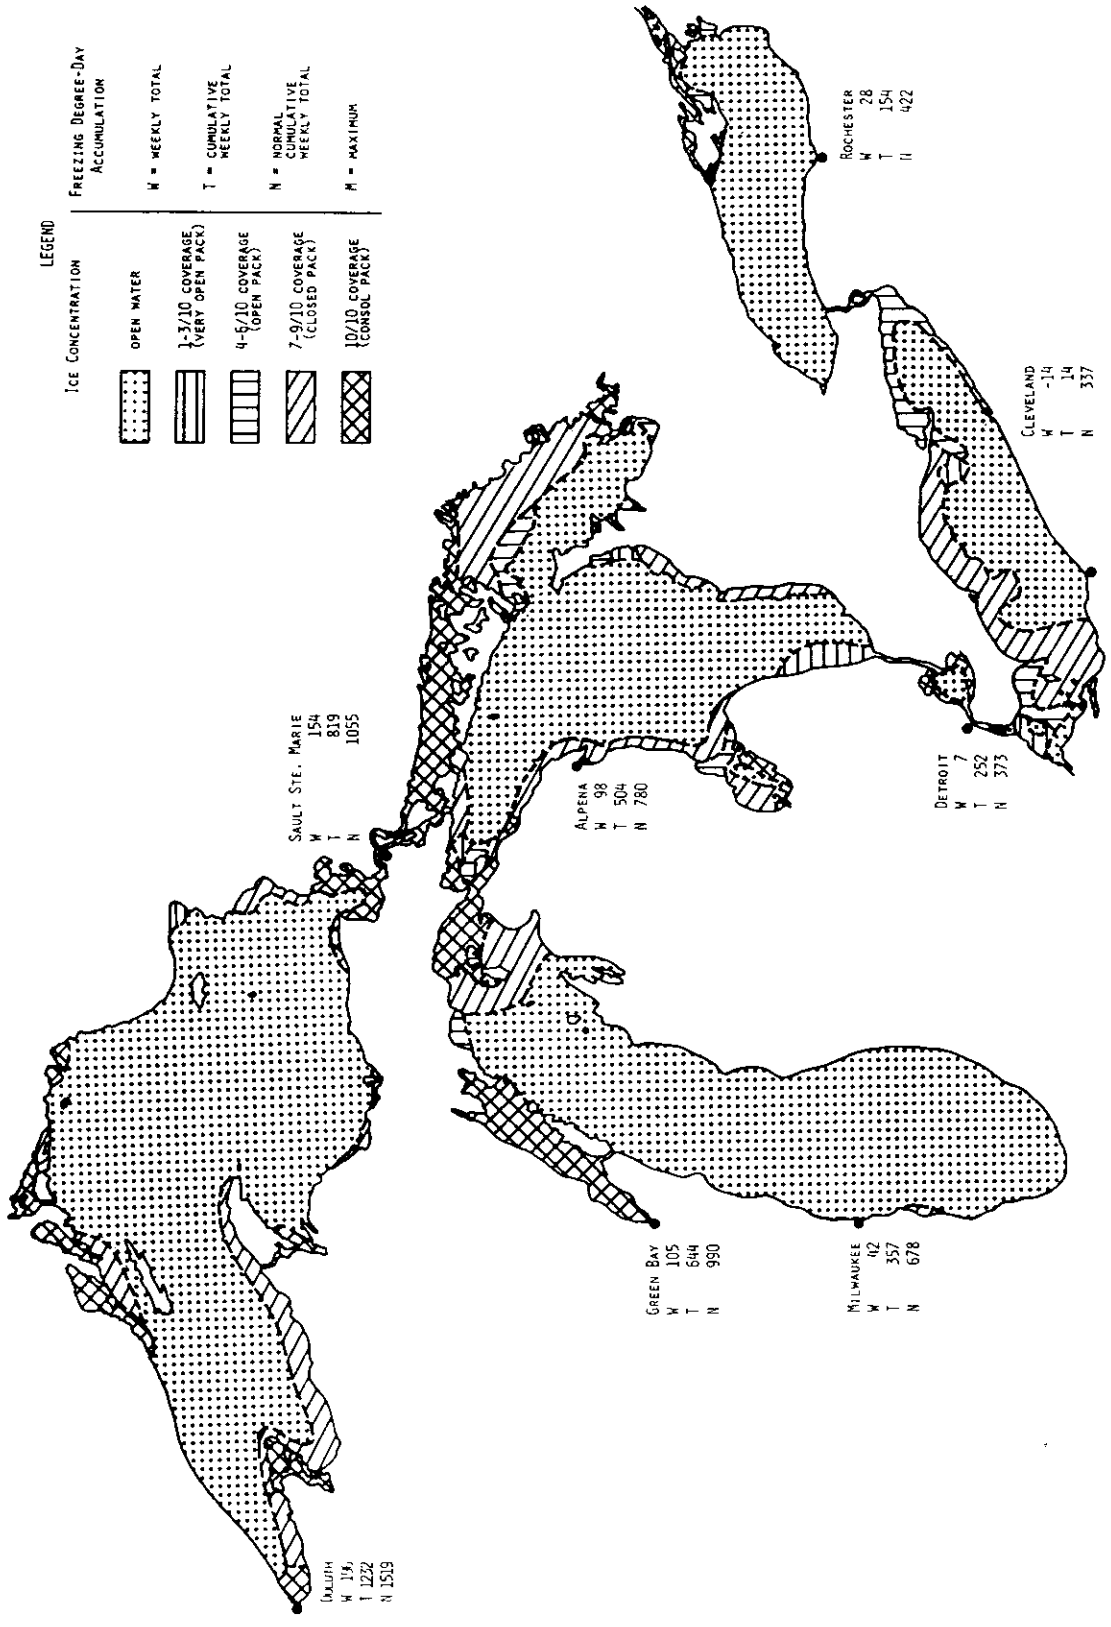 LEGEND
ICE CONCENTRATION
FREEZING DEGREE-DAY
ACCUMULATION
OPEN WATER
1-3/10 COVERAGE
(VERY OPEN PACK)
4-6/10 COVERAGE
(OPEN PACK)
7-9/10 COVERAGE
(CLOSED PACK)
10/10 COVERAGE
(CONSOL PACK)
W = WEEKLY TOTAL
T = CUMULATIVE
WEEKLY TOTAL
N = NORMAL
CUMULATIVE
WEEKLY TOTAL
M = MAXIMUM
DULUTH
W
T 1232
N 1519
SAULT STE. MARIE
W 154
T 819
N 1055
GREEN BAY
W 105
T 644
N 990
ALPENA
W 98
T 504
N 780
MILWAUKEE
W 42
T 357
N 678
DETROIT
W 7
T 252
N 373
CLEVELAND
W -14
T 14
N 337
ROCHESTER
W 28
T 154
N 422